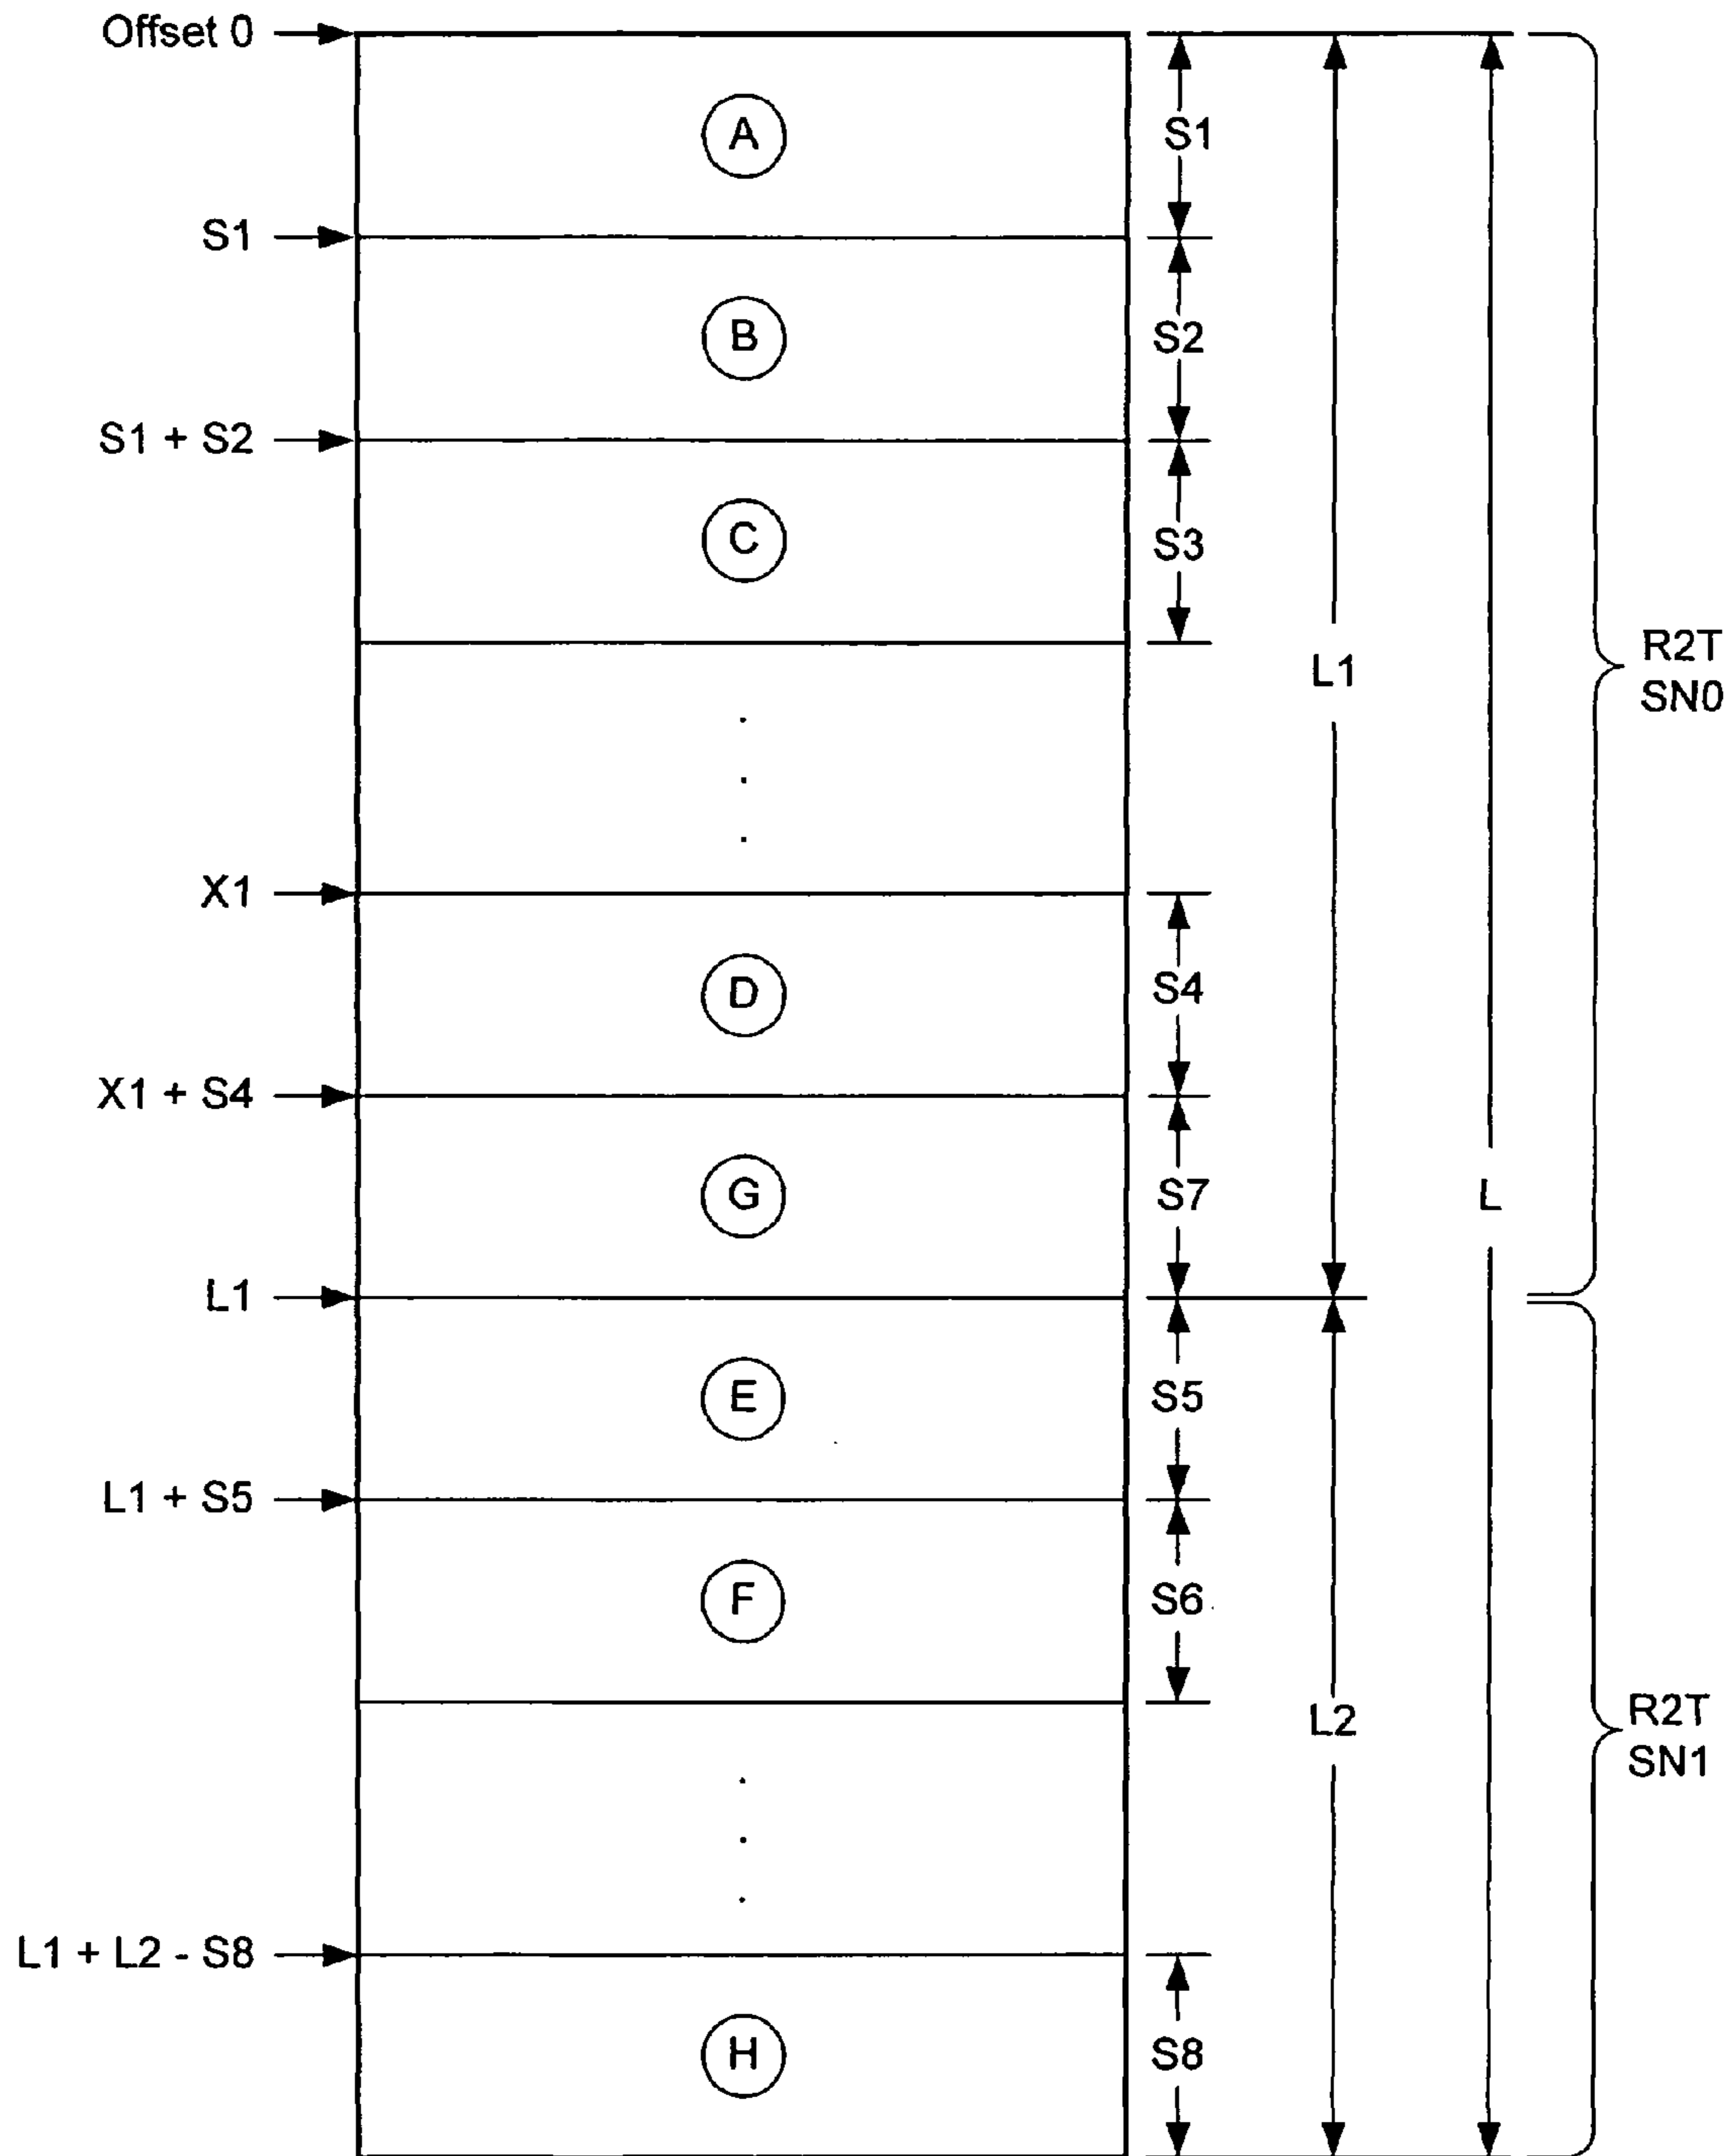 Offset 0
A
S1
S1
B
S2
S1 + S2
C
S3
L1
R2T
SN0
X1
D
S4
X1 + S4
G
S7
L
L1
E
S5
L1 + S5
F
S6
L2
R2T
SN1
L1 + L2 - S8
H
S8